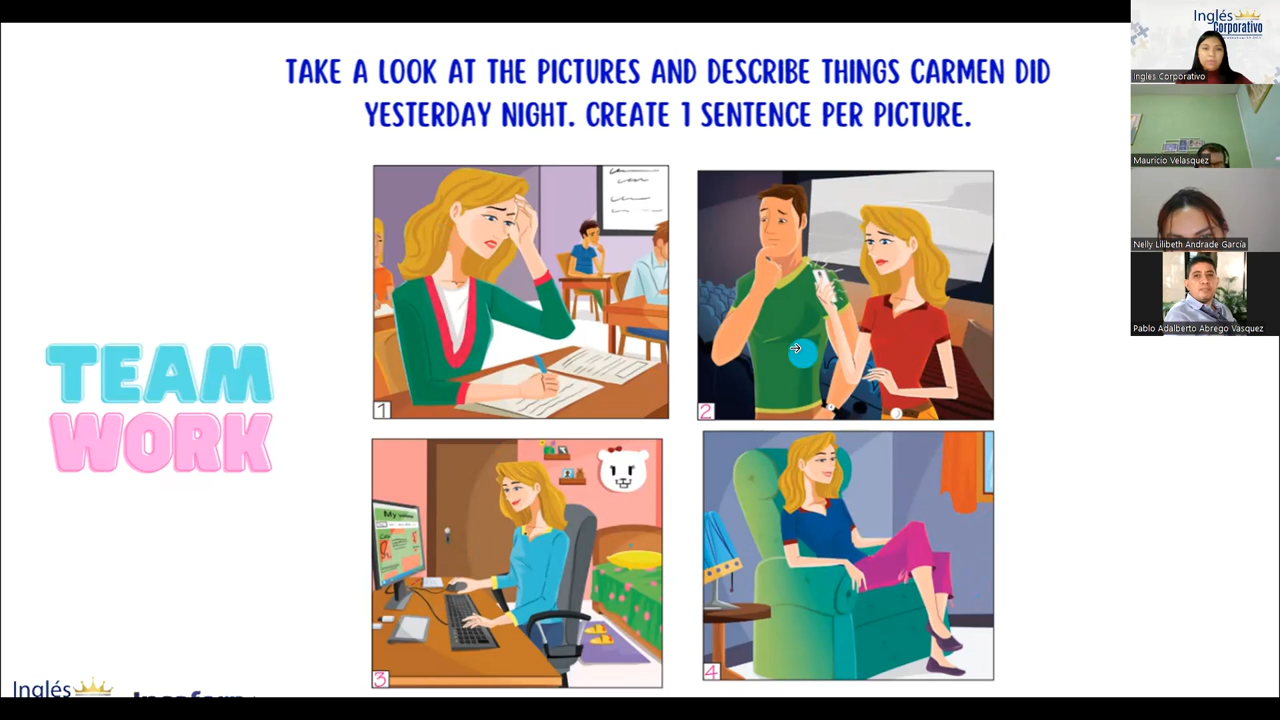 TAKE A LOOK AT THE PICTURES AND DESCRIBE THINGS CARMEN DID
YESTERDAY NIGHT. CREATE 1 SENTENCE PER PICTURE.
TEAM
WORK
1
2
3
4
My
Inglés
Inglés
Corporativo
Ingles Corporativo
Mauricio Velasquez
Nelly Lilibeth Andrade García
Pablo Adalberto Abrego Vasquez